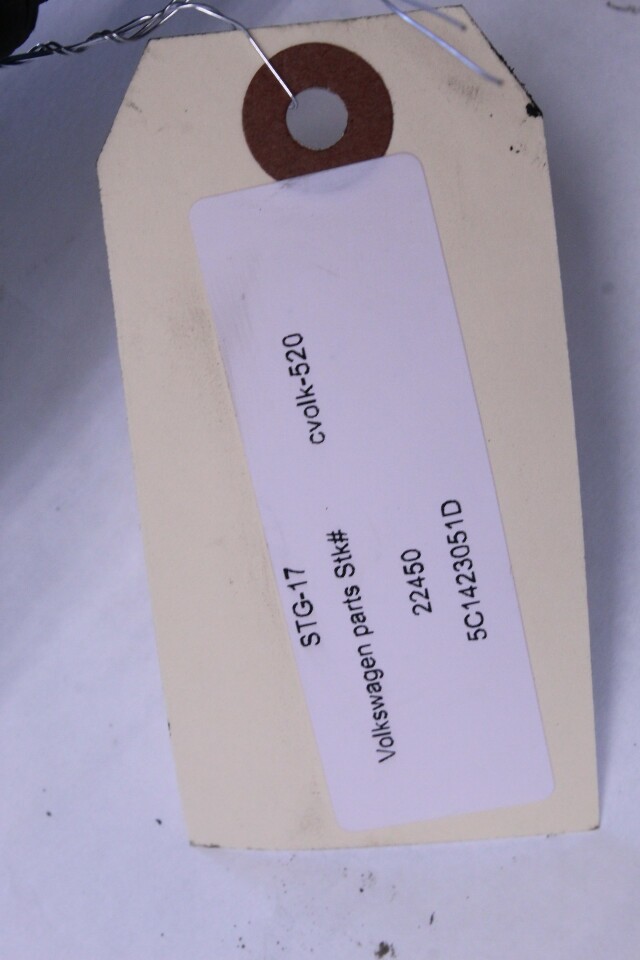 STG-17 cvolk-520
Volkswagen parts Stk#
22450
5C1423051D